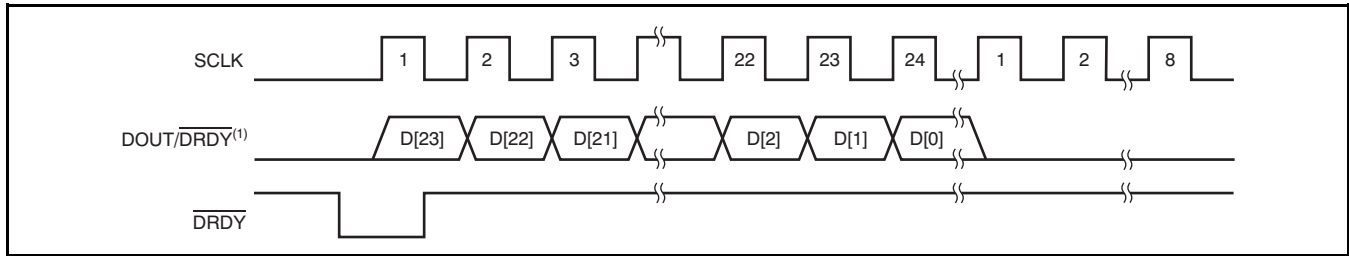 SCLK 1 2 3 22 23 24 1 2 8
DOUT/DRDY(1) D[23] D[22] D[21] D[2] D[1] D[0]
DRDY